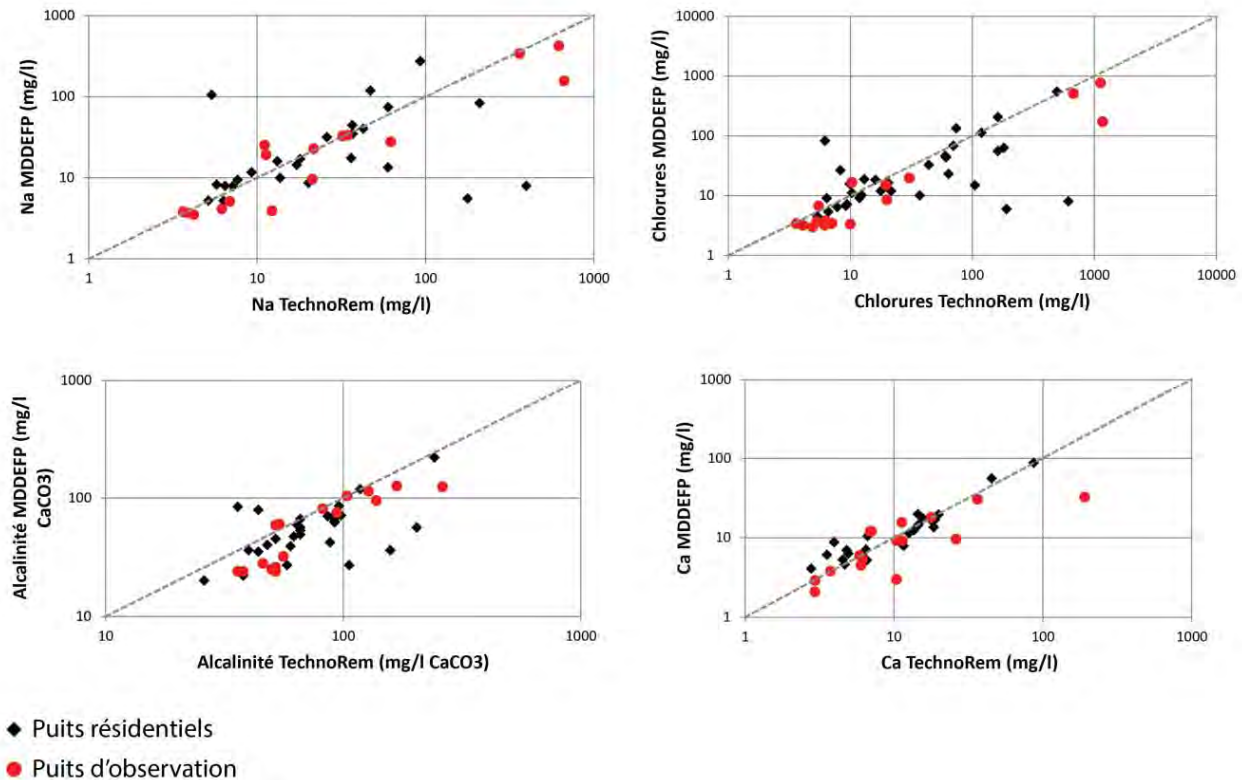 1000
100
10
1
1
10
100
1000
Na MDDEFP (mg/l)
Na TechnoRem (mg/l)
10000
1000
100
10
1
1
10
100
1000
10000
Chlorures MDDEFP (mg/l)
Chlorures TechnoRem (mg/l)
1000
100
10
10
100
1000
Alcalinité MDDEFP (mg/l
CaCO3)
Alcalinité TechnoRem (mg/l CaCO3)
1000
100
10
1
1
10
100
1000
Ca MDDEFP (mg/l)
Ca TechnoRem (mg/l)
Puits résidentiels
Puits d'observation